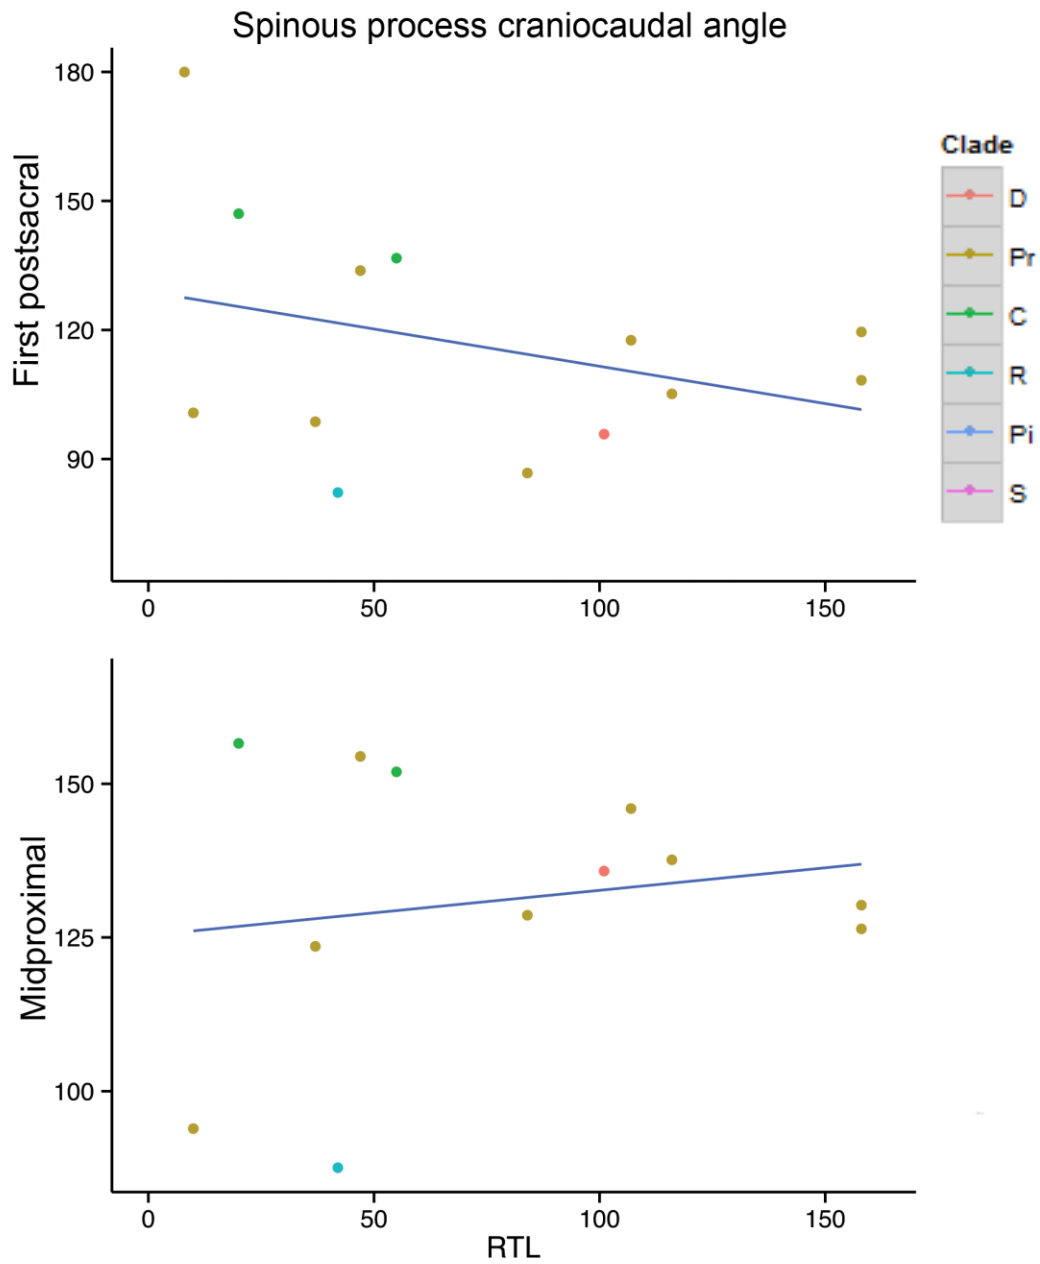 Spinous process craniocaudal angle
First postsacral
180
150
120
90
0 50 100 150
Clade
D
Pr
C
R
Pi
S
Midproximal
150
125
100
0 50 100 150
RTL